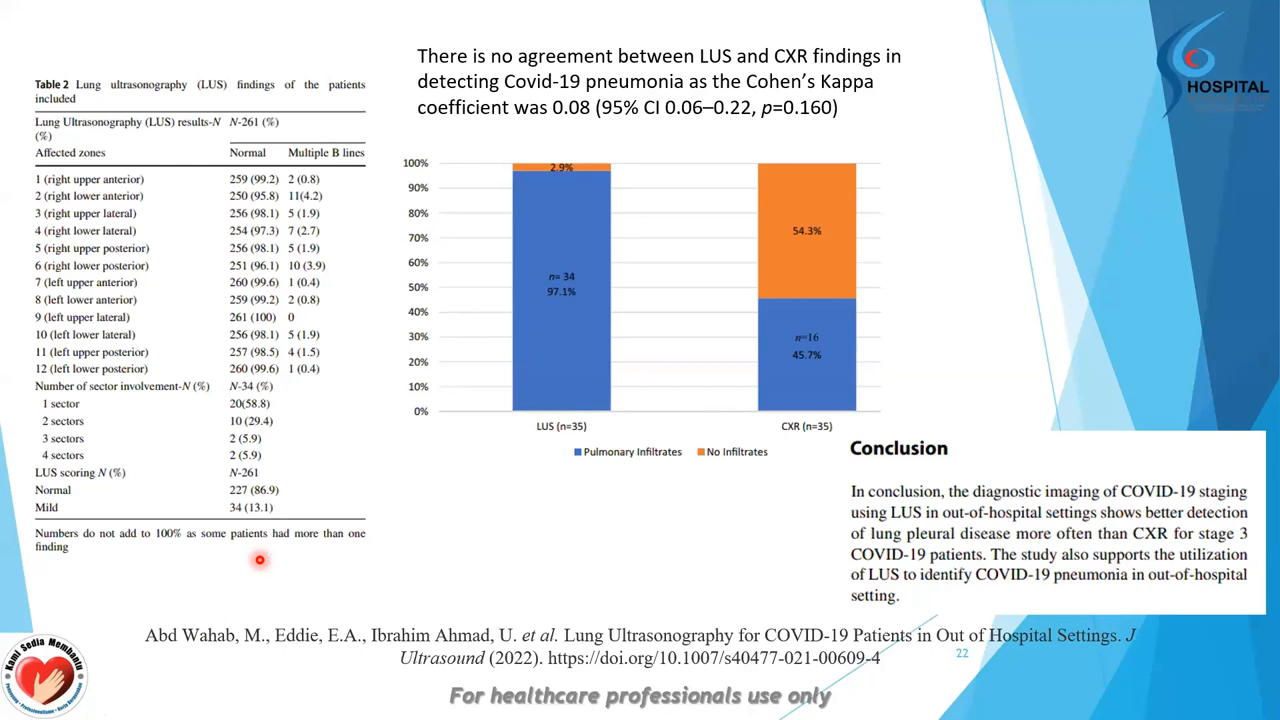 There is no agreement between LUS and CXR findings in
detecting Covid-19 pneumonia as the Cohen's Kappa
coefficient was 0.08 (95% CI 0.06–0.22, p=0.160)
HOSPITAL
Table 2 Lung ultrasonography (LUS) findings of the patients
included
Lung Ultrasonography (LUS) results-N N-261 (%)
(%)
Affected zones Normal Multiple B lines
1 (right upper anterior) 259 (99.2) 2 (0.8)
2 (right lower anterior) 250 (95.8) 11(4.2)
3 (right upper lateral) 256 (98.1) 5 (1.9)
4 (right lower lateral) 254 (97.3) 7 (2.7)
5 (right upper posterior) 256 (98.1) 5 (1.9)
6 (right lower posterior) 251 (96.1) 10 (3.9)
7 (left upper anterior) 260 (99.6) 1 (0.4)
8 (left lower anterior) 259 (99.2) 2 (0.8)
9 (left upper lateral) 261 (100) 0
10 (left lower lateral) 256 (98.1) 5 (1.9)
11 (left upper posterior) 257 (98.5) 4 (1.5)
12 (left lower posterior) 260 (99.6) 1 (0.4)
Number of sector involvement-N (%) N-34 (%)
1 sector 20(58.8)
2 sectors 10 (29.4)
3 sectors 2 (5.9)
4 sectors 2 (5.9)
LUS scoring N (%) N-261
Normal 227 (86.9)
Mild 34 (13.1)
Numbers do not add to 100% as some patients had more than one
finding
100%
90%
80%
70%
60%
50%
40%
30%
20%
10%
0%
2.9%
n= 34
97.1%
54.3%
n=16
45.7%
LUS (n=35) CXR (n=35)
Pulmonary Infiltrates No Infiltrates
Conclusion
In conclusion, the diagnostic imaging of COVID-19 staging
using LUS in out-of-hospital settings shows better detection
of lung pleural disease more often than CXR for stage 3
COVID-19 patients. The study also supports the utilization
of LUS to identify COVID-19 pneumonia in out-of-hospital
setting.
Abd Wahab, M., Eddie, E.A., Ibrahim Ahmad, U. et al. Lung Ultrasonography for COVID-19 Patients in Out of Hospital Settings. J
Ultrasound (2022). https://doi.org/10.1007/s40477-021-00609-4
22
Kami Sedia Membantu
For healthcare professionals use only